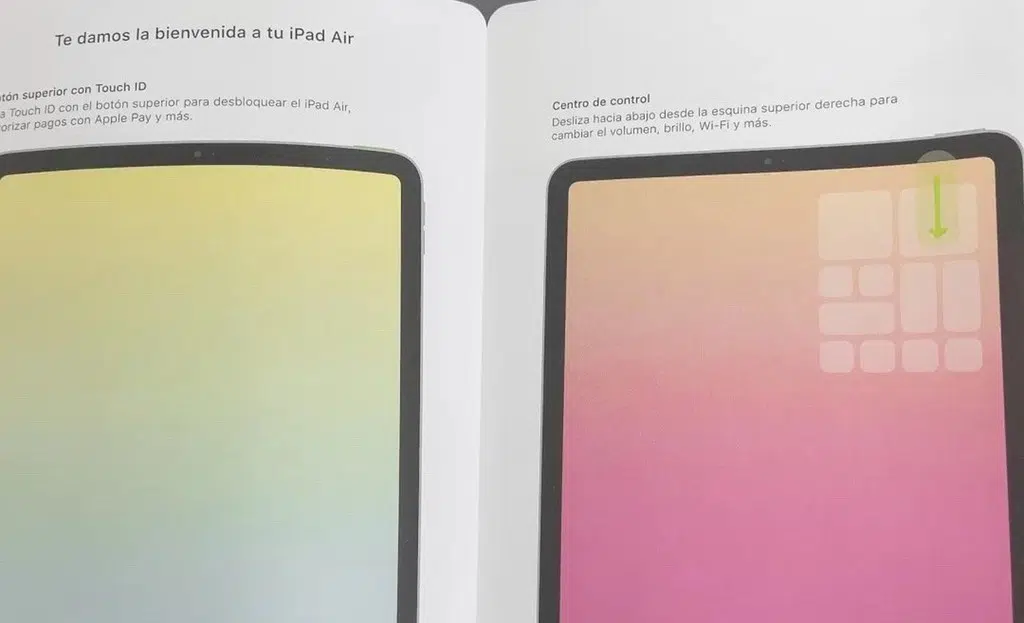 Te damos la bienvenida a tu iPad Air
superior con Touch ID
Touch ID con el botón superior para desbloquear el iPad Air,
pagos con Apple Pay y más.
Centro de control
Desliza hacia abajo desde la esquina superior derecha para
cambiar el volumen, brillo, Wi-Fi y más.